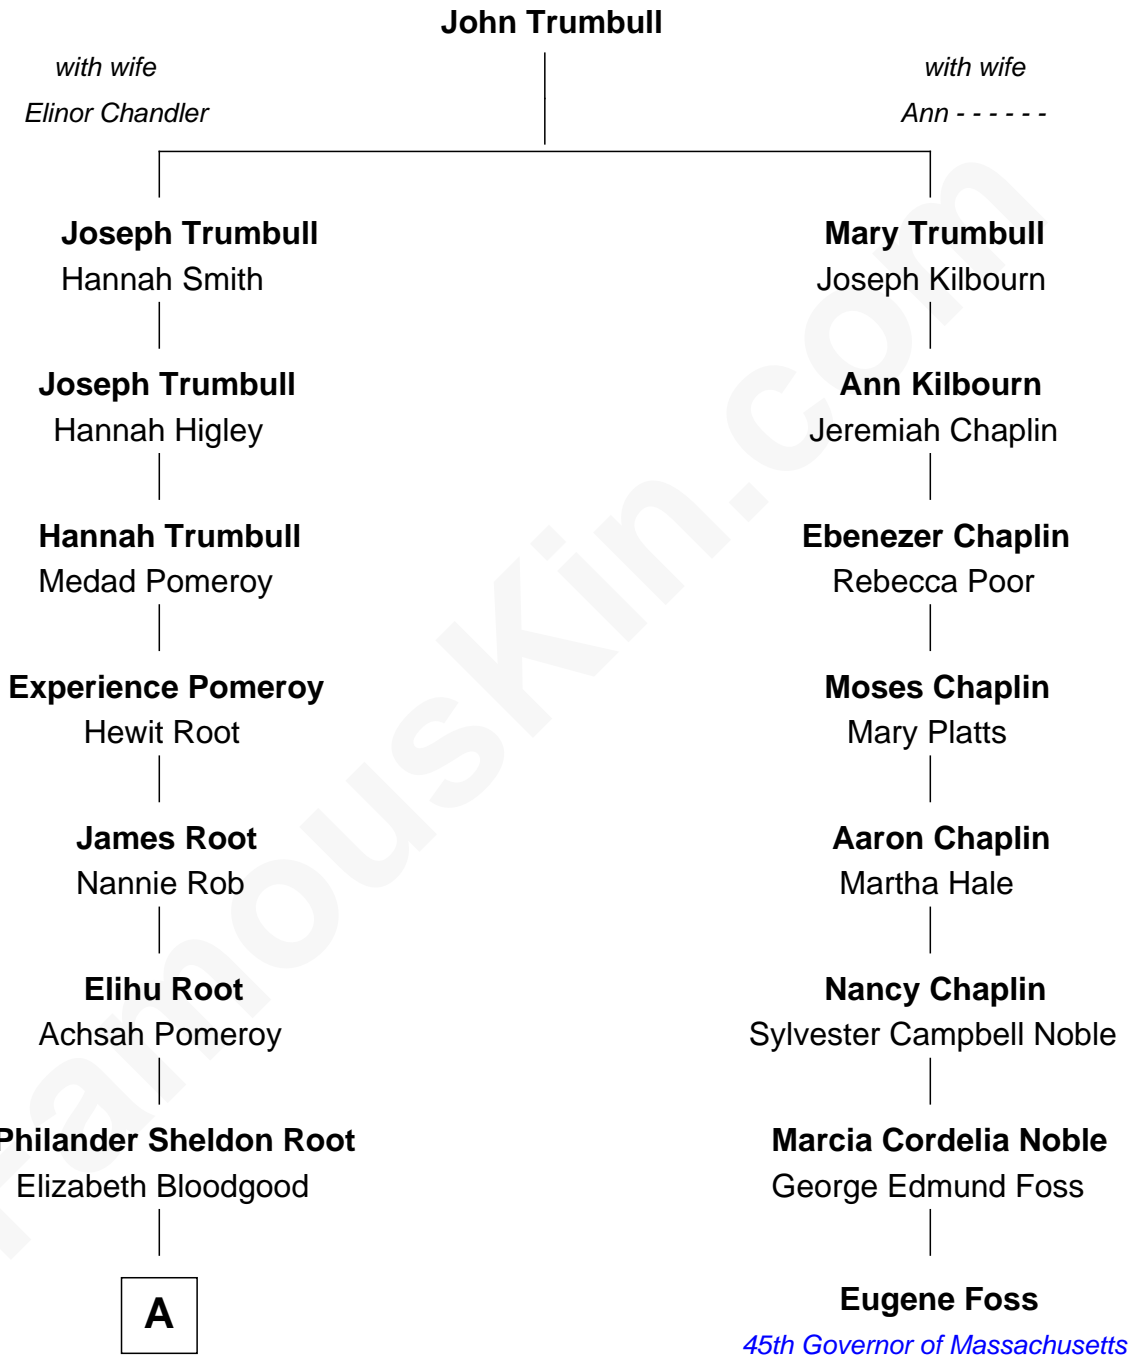 John Trumbull
with wife
Elinor Chandler
with wife
Ann - - - - - -
Joseph Trumbull
Hannah Smith
Mary Trumbull
Joseph Kilbourn
Joseph Trumbull
Hannah Higley
Ann Kilbourn
Jeremiah Chaplin
Hannah Trumbull
Medad Pomeroy
Ebenezer Chaplin
Rebecca Poor
Experience Pomeroy
Hewit Root
Moses Chaplin
Mary Platts
James Root
Nannie Rob
Aaron Chaplin
Martha Hale
Elihu Root
Achsah Pomeroy
Nancy Chaplin
Sylvester Campbell Noble
Philander Sheldon Root
Elizabeth Bloodgood
Marcia Cordelia Noble
George Edmund Foss
A
Eugene Foss
45th Governor of Massachusetts
FamousKin.com